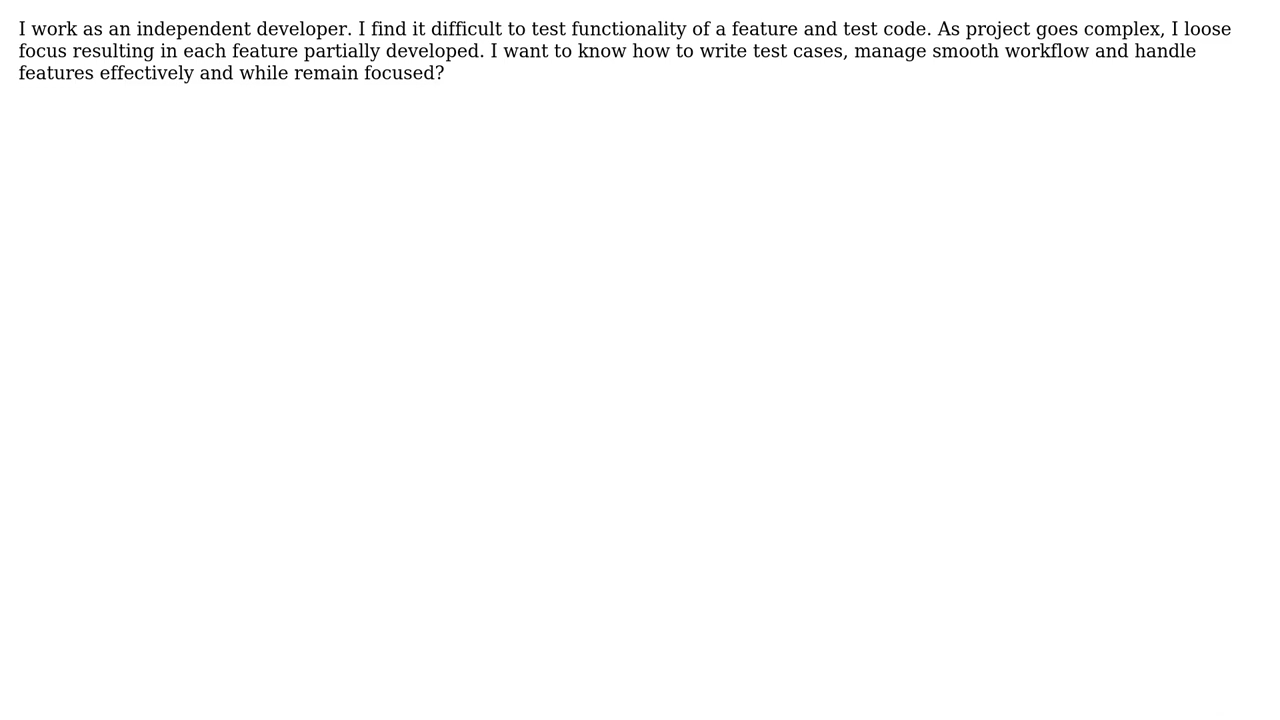 I work as an independent developer. I find it difficult to test functionality of a feature and test code. As project goes complex, I loose
focus resulting in each feature partially developed. I want to know how to write test cases, manage smooth workflow and handle
features effectively and while remain focused?